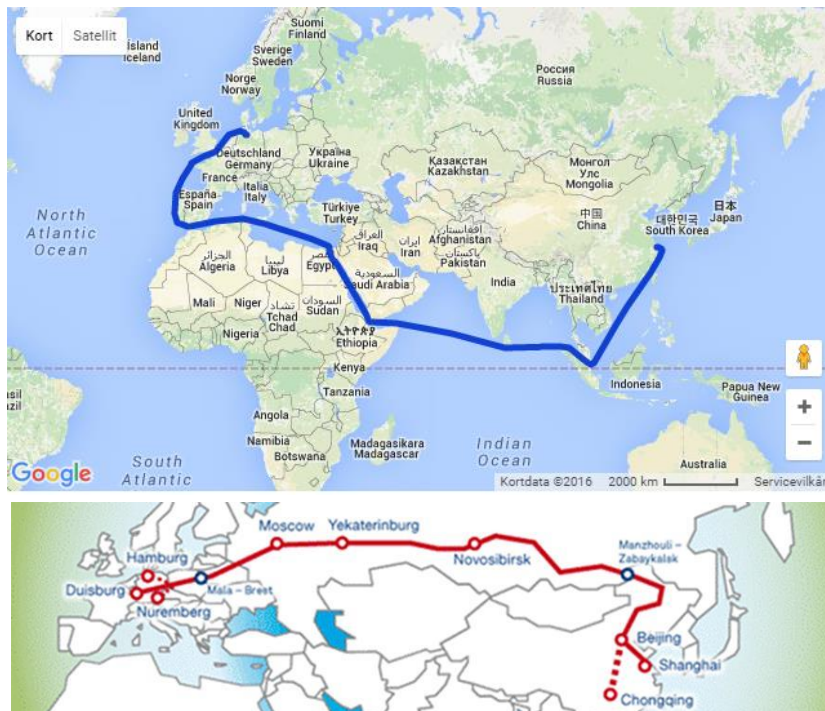 Kort
Satellit
Ísland
Iceland
Suomi
Finland
Sverige
Sweden
Norge
Norway
Россия
Russia
United
Kingdom
Deutschland
Germany
Україна
Ukraine
France
Қазақстан
Kazakhstan
Монгол
Улс
Mongolia
Italia
Italy
España
Spain
Türkiye
Turkey
中国
China
대한민국
South Korea
日本
Japan
North
Atlantic
Ocean
الجزائر
Algeria
ليبيا
Libya
مصر
Egypt
العراق
Iraq
ایران
Iran
افغانستان
Afghanistan
پاکستان
Pakistan
السعودية
Saudi Arabia
India
ประเทศไทย
Thailand
Mali
Niger
تشاد
Tchad
Chad
السودان
Sudan
Nigeria
ኢትዮጵያ
Ethiopia
Kenya
Tanzania
Indonesia
Papua New
Guinea
sil
zil
Angola
Namibia
Botswana
Madagasikara
Madagascar
Indian
Ocean
South
Atlantic
Australia
Google
Kortdata ©2016
2000 km
Servicevilkår
Moscow
Yekaterinburg
Novosibirsk
Manzhouli –
Zabaykalsk
Hamburg
Duisburg
Mala – Brest
Nuremberg
Beijing
Shanghai
Chongqing